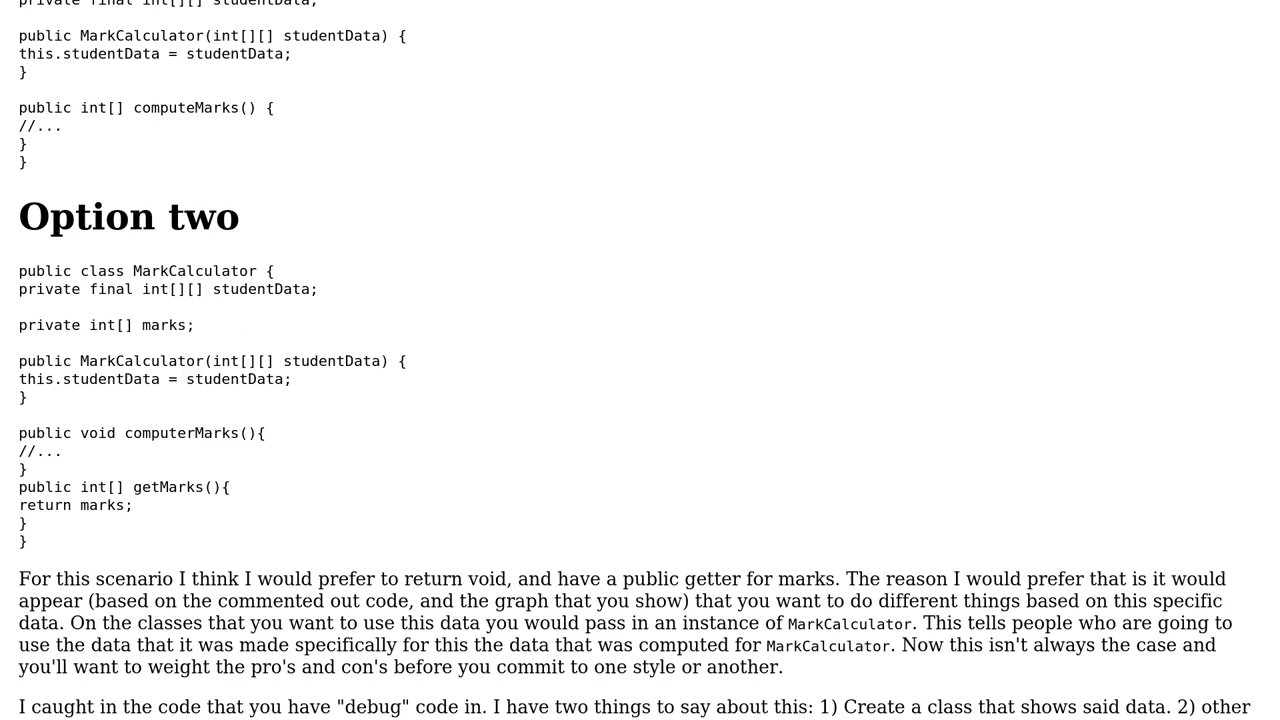 private final int[][] studentData;
public MarkCalculator(int[][] studentData) {
this.studentData = studentData;
}
public int[] computeMarks() {
//...
}
}
Option two
public class MarkCalculator {
private final int[][] studentData;
private int[] marks;
public MarkCalculator(int[][] studentData) {
this.studentData = studentData;
}
public void computerMarks(){
//...
}
public int[] getMarks(){
return marks;
}
}
For this scenario I think I would prefer to return void, and have a public getter for marks. The reason I would prefer that is it would
appear (based on the commented out code, and the graph that you show) that you want to do different things based on this specific
data. On the classes that you want to use this data you would pass in an instance of MarkCalculator. This tells people who are going to
use the data that it was made specifically for this the data that was computed for MarkCalculator. Now this isn't always the case and
you'll want to weight the pro's and con's before you commit to one style or another.
I caught in the code that you have "debug" code in. I have two things to say about this: 1) Create a class that shows said data. 2) other